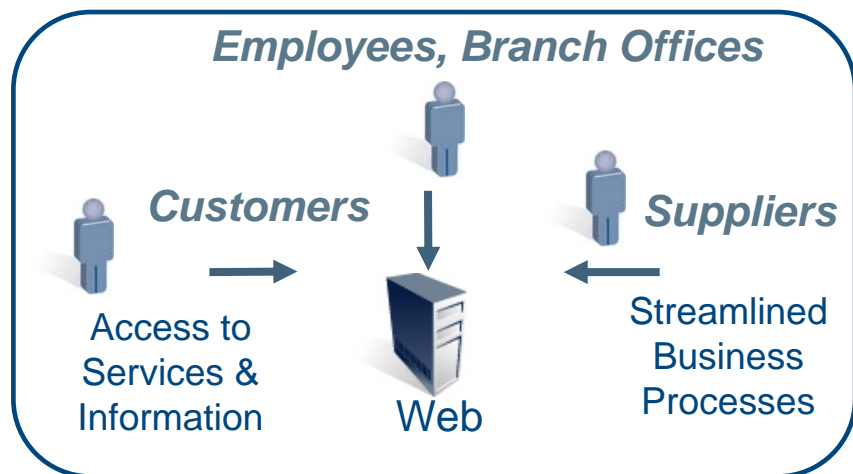 Employees, Branch Offices
Customers
Suppliers
Access to
Services &
Information
Web
Streamlined
Business
Processes